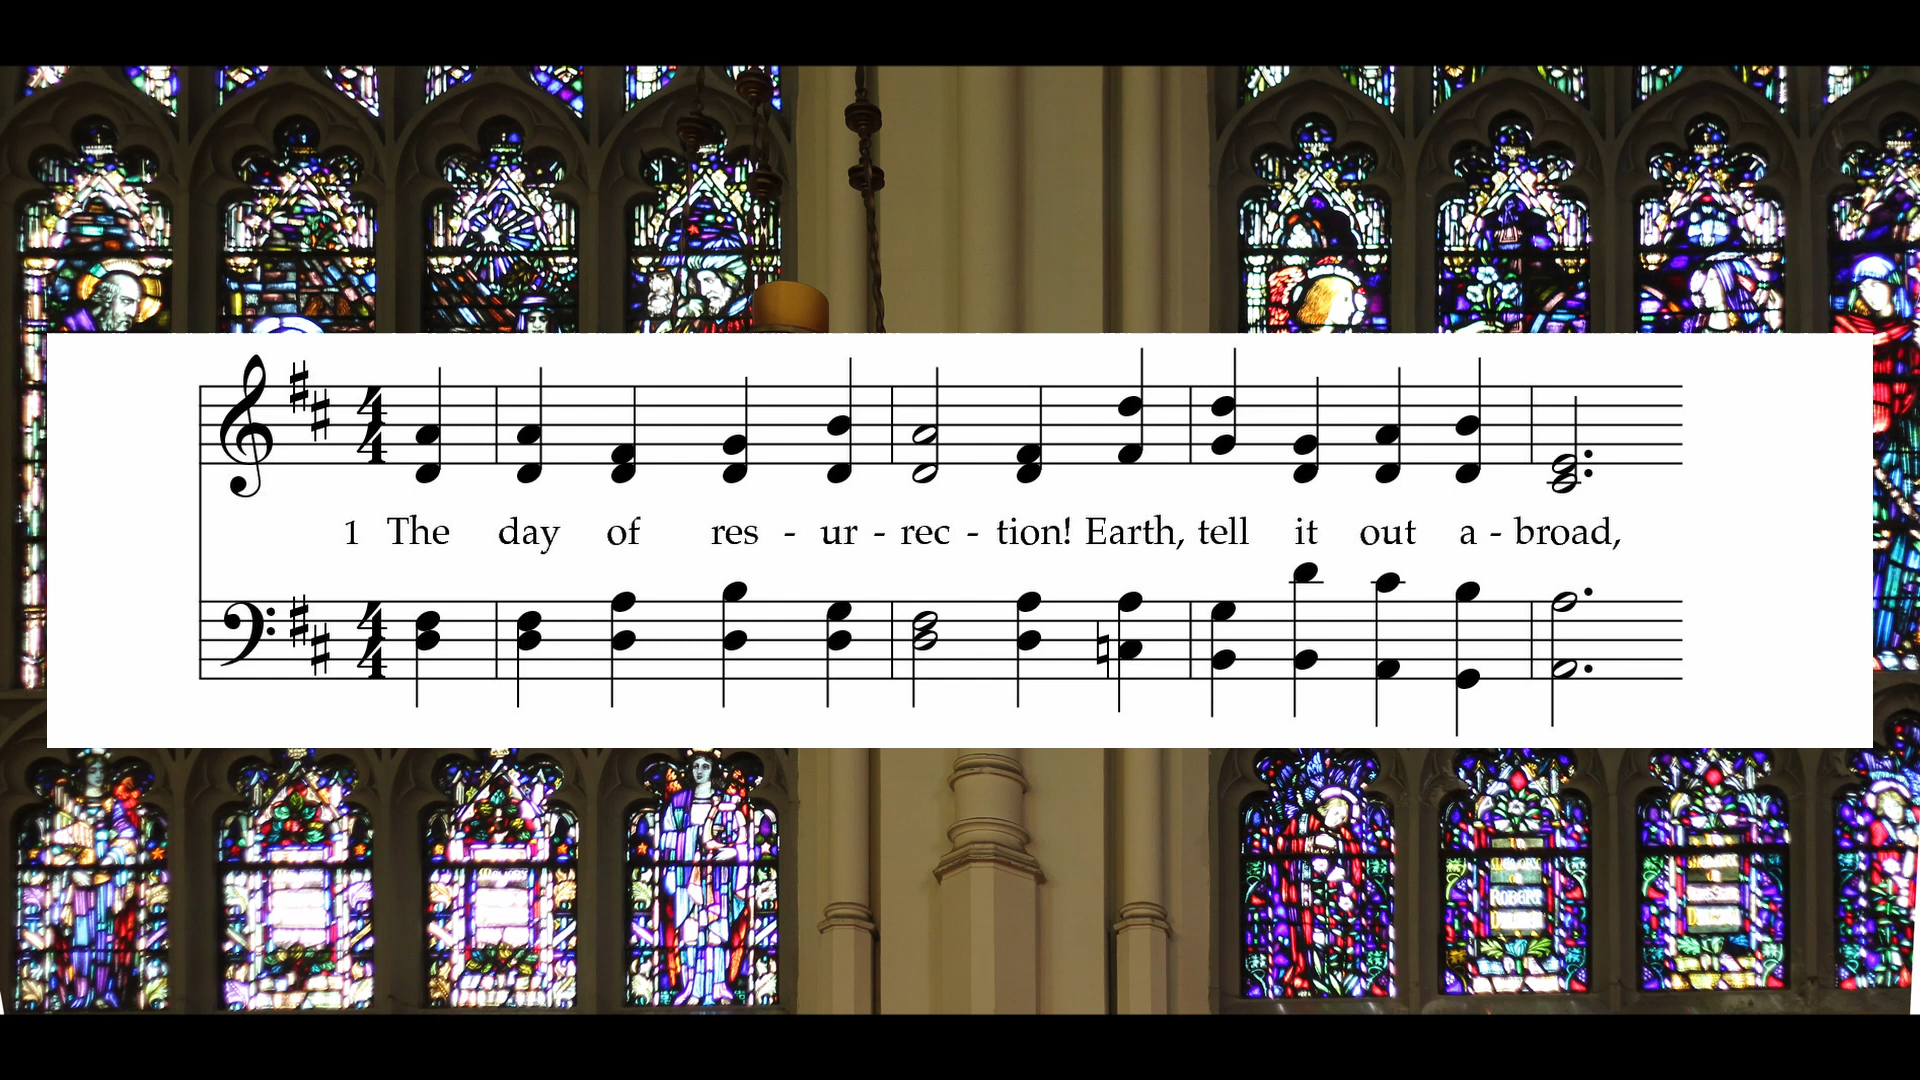 1 The day of res - ur - rec - tion! Earth, tell it out a - broad,